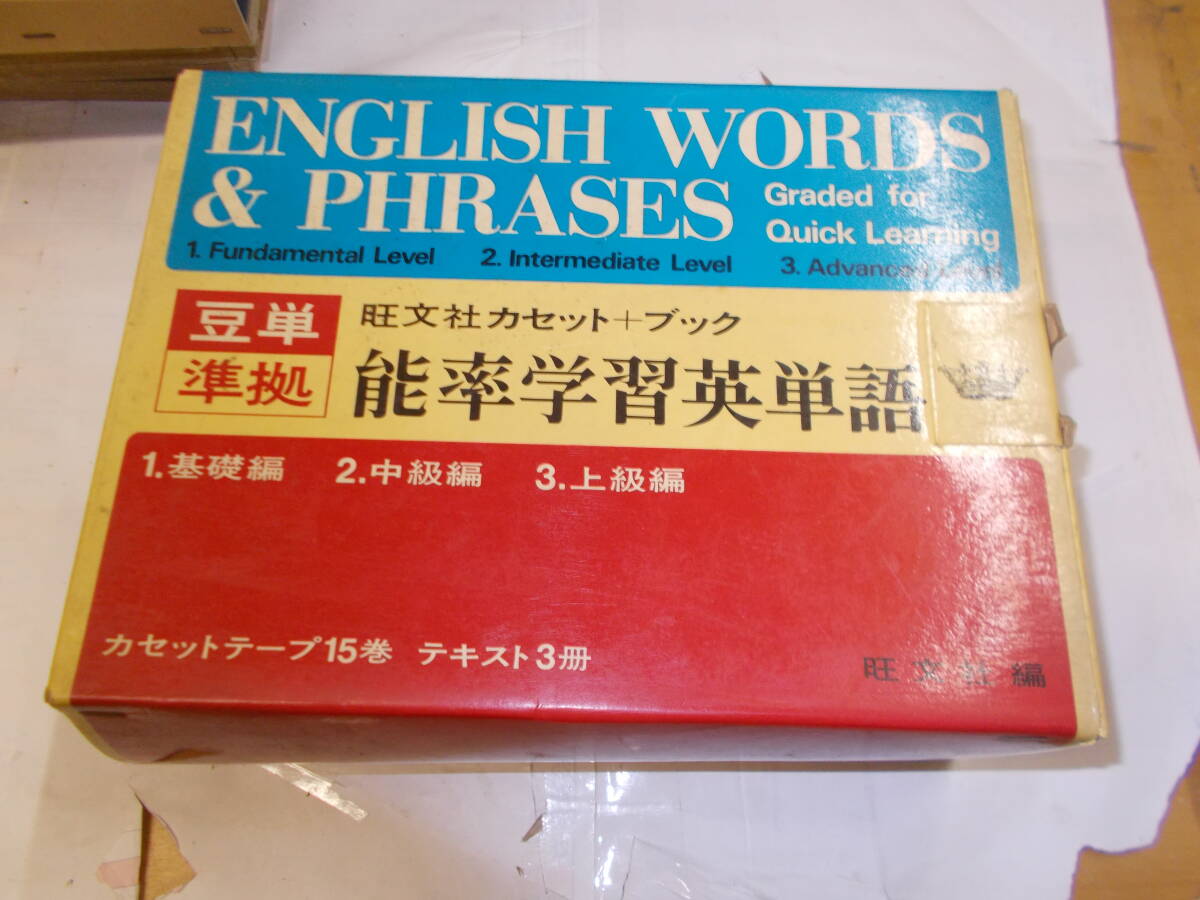 ENGLISH WORDS
& PHRASES
Graded for
Quick Learning
1. Fundamental Level 2. Intermediate Level 3. Advanced Level
豆単
準拠
旺文社カセット+ブック
能率学習英単語
1.基礎編 2.中級編 3.上級編
カセットテープ15巻 テキスト3冊
旺文社編